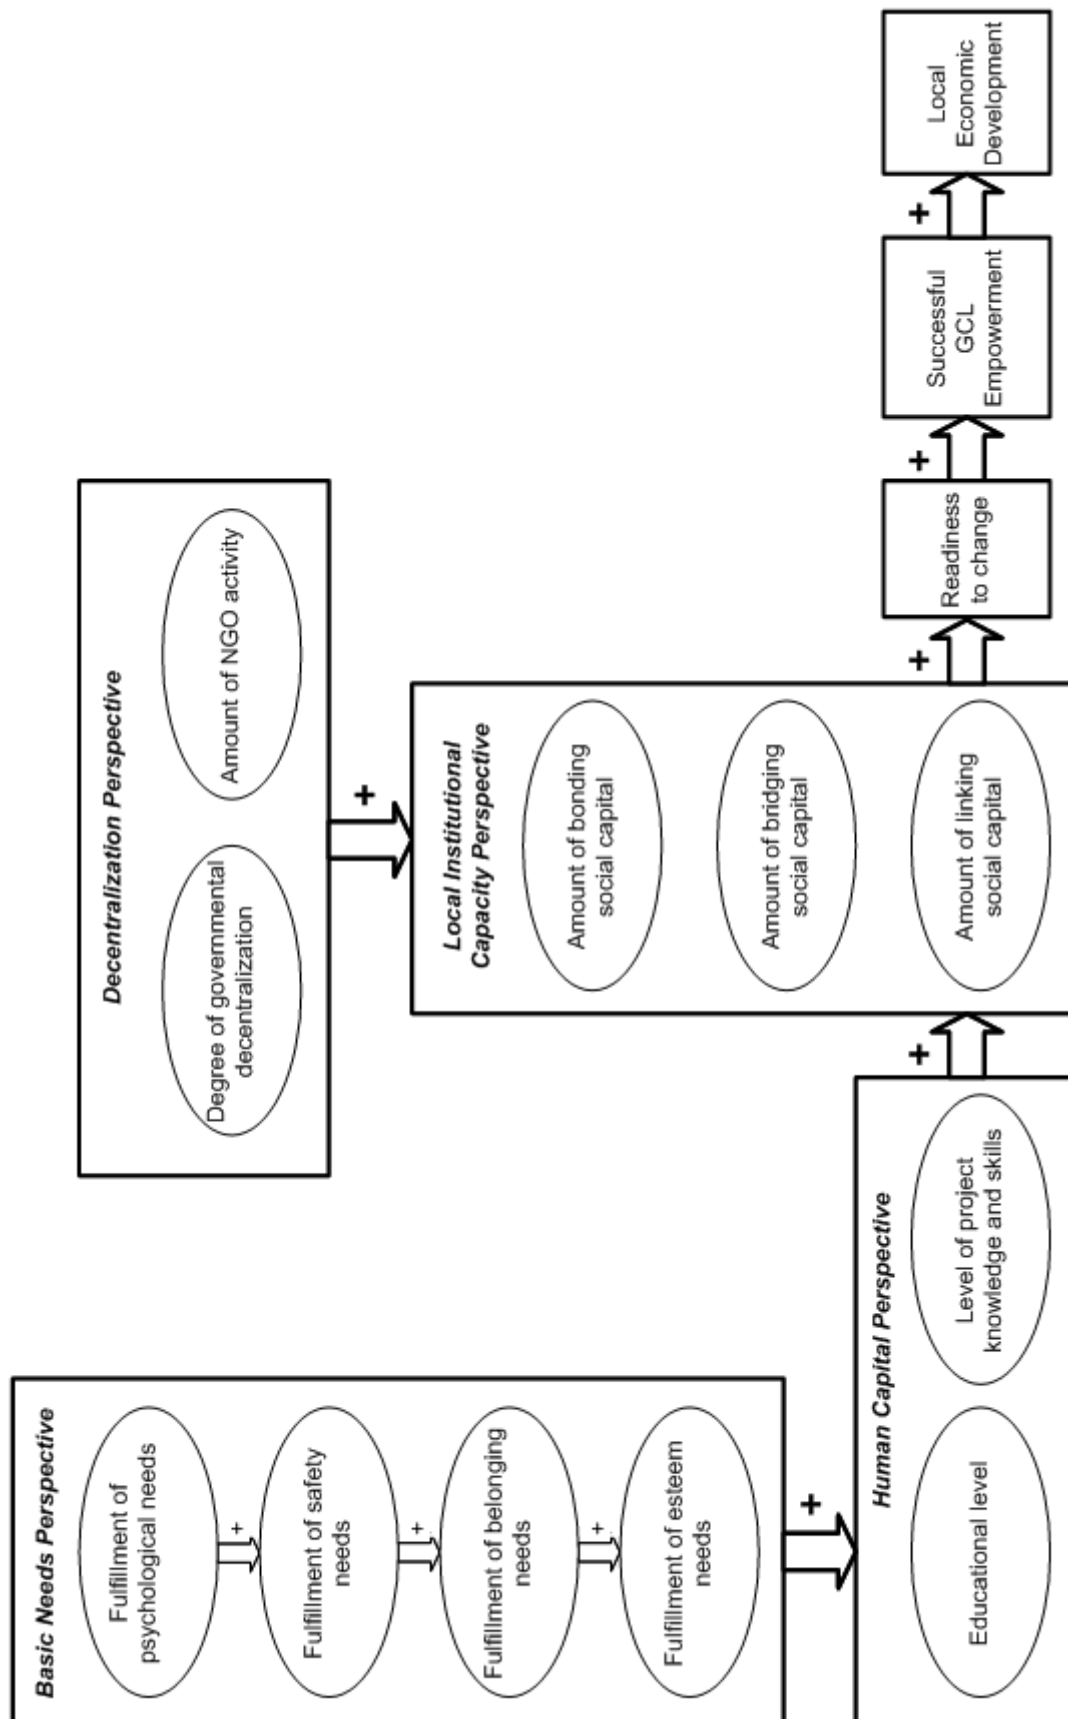 Basic Needs Perspective
Fulfillment of
psychological needs
+
Fulfillment of safety
needs
+
Fulfillment of belonging
needs
+
Fulfillment of esteem
needs
+
Human Capital Perspective
Educational level
Level of project
knowledge and skills
+
Decentralization Perspective
Degree of governmental
decentralization
Amount of NGO activity
+
Local Institutional
Capacity Perspective
Amount of bonding
social capital
Amount of bridging
social capital
Amount of linking
social capital
+
Readiness
to change
+
Successful
GCL
Empowerment
+
Local
Economic
Development